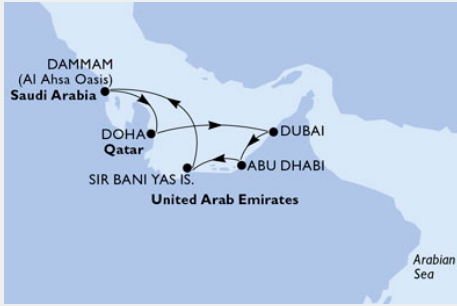 DAMMAM
(Al Ahsa Oasis)
Saudi Arabia
DOHA
Qatar
DUBAI
ABU DHABI
SIR BANI YAS IS.
United Arab Emirates
Arabian
Sea